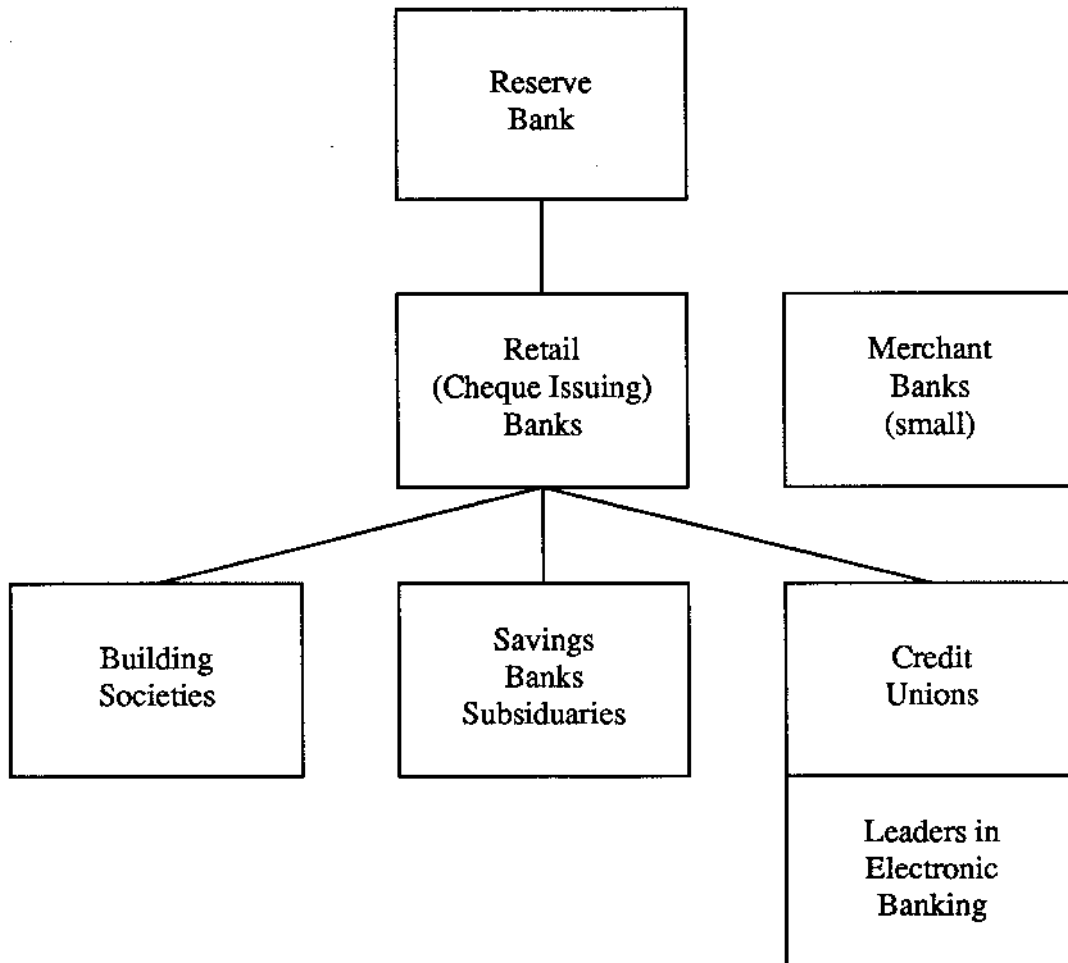 Reserve
Bank
Retail
(Cheque Issuing)
Banks
Merchant
Banks
(small)
Building
Societies
Savings
Banks
Subsiduaries
Credit
Unions
Leaders in
Electronic
Banking